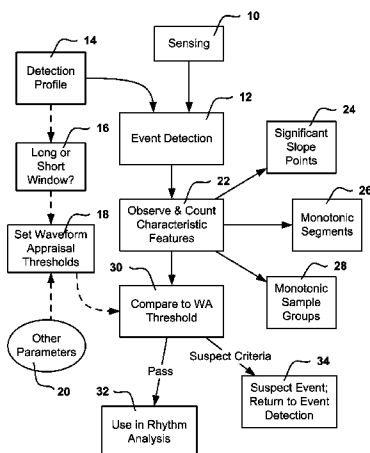 10
Sensing
14
Detection
Profile
12
Event Detection
24
Significant
Slope
Points
16
Long or
Short
Window?
22
Observe & Count
Characteristic
Features
26
Monotonic
Segments
18
Set Waveform
Appraisal
Thresholds
28
Monotonic
Sample
Groups
30
Compare to WA
Threshold
Other
Parameters
20
Pass
Suspect Criteria
34
Suspect Event;
Return to Event
Detection
32
Use in Rhythm
Analysis